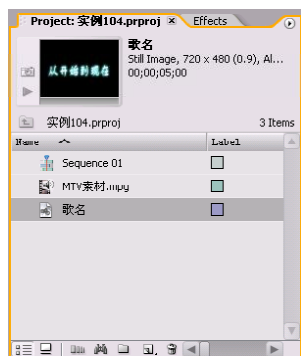 Project: 实例104.prproj × Effects
歌名
Still Image, 720 x 480 (0.9), Al...
00;00;05;00
从开始到现在
实例104.prproj 3 Items
Name Label
Sequence 01
MTV素材.mpg
歌名